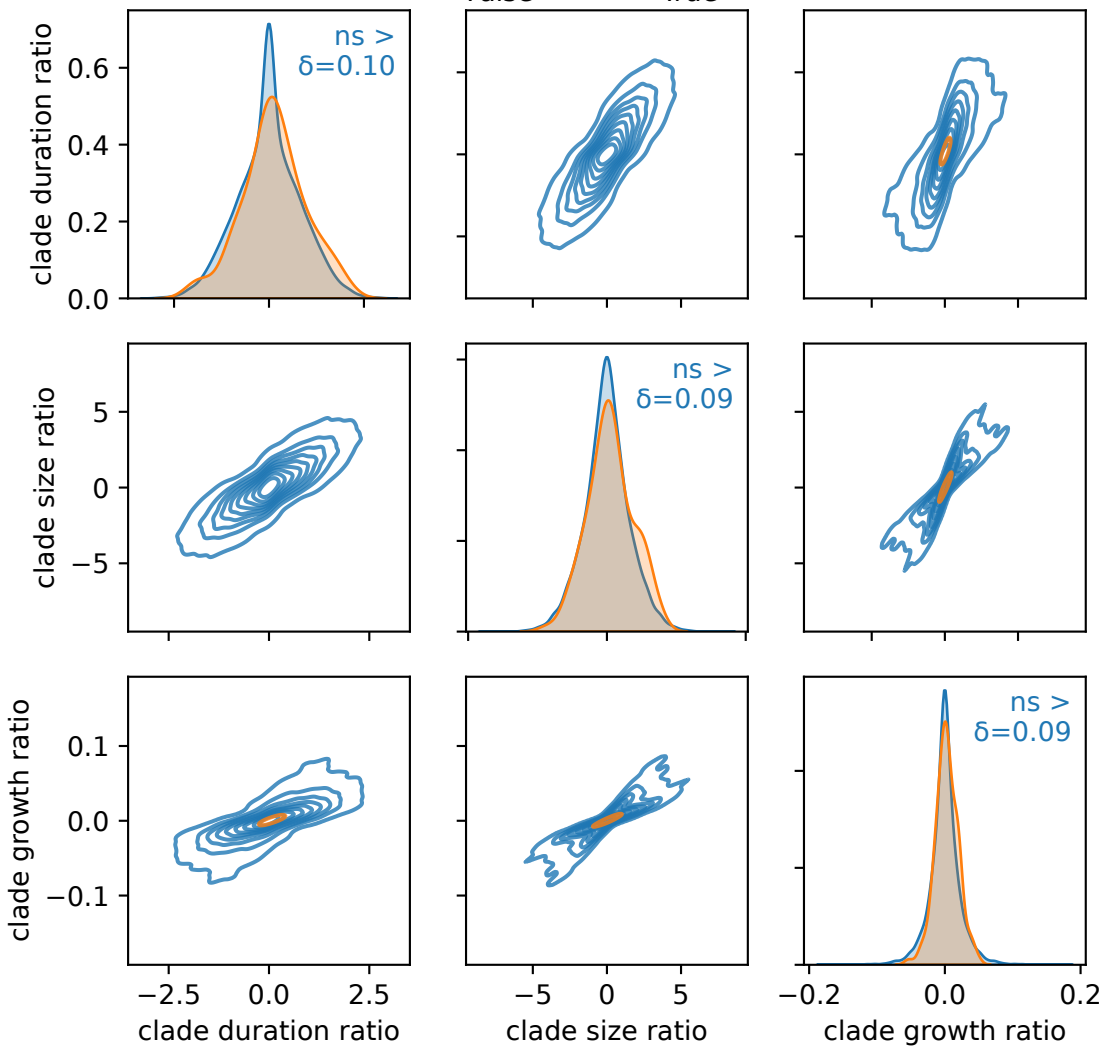 clade duration ratio
0.6
0.4
0.2
0.0
ns >
δ=0.10
−5
0
5
clade size ratio
5
0
−5
ns >
δ=0.09
clade growth ratio
0.1
0.0
−0.1
ns >
δ=0.09
−2.5
0.0
2.5
−5
0
5
−0.2
0.0
0.2
clade duration ratio
clade size ratio
clade growth ratio